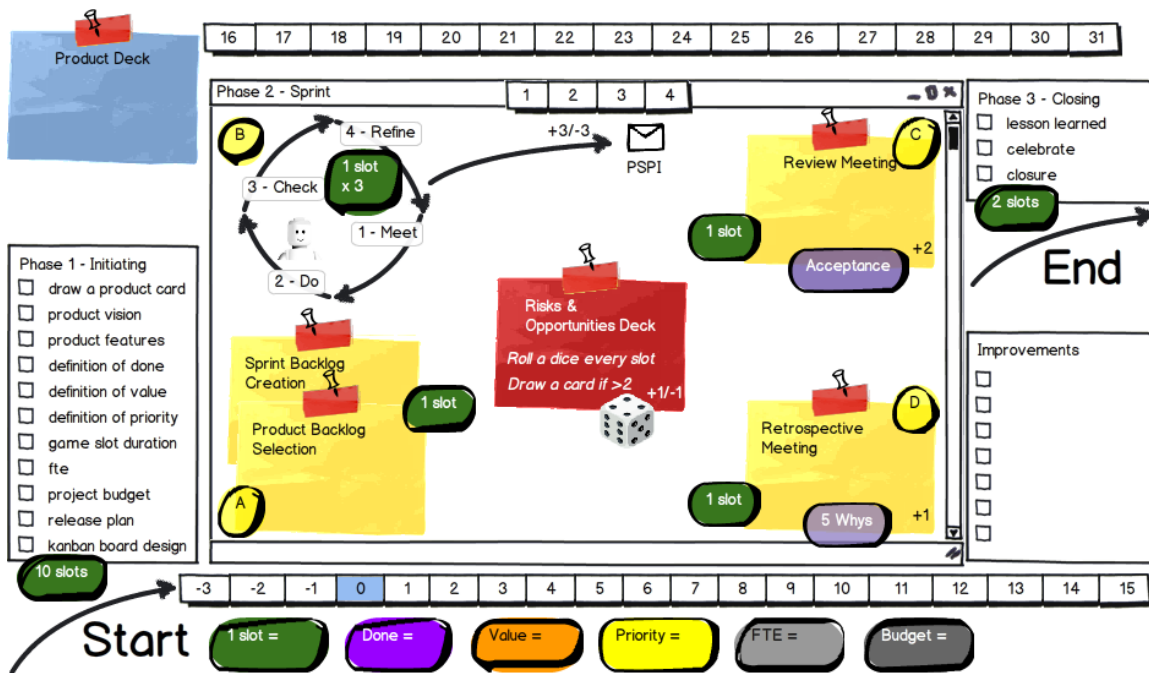 Product Deck
16 17 18 19 20 21 22 23 24 25 26 27 28 29 30 31
Phase 2 - Sprint
1 2 3 4
B
4 - Refine
1 slot
x 3
3 - Check
1 - Meet
2 - Do
+3/-3
PSPI
C
Review Meeting
1 slot
+2
Acceptance
Phase 3 - Closing
lesson learned
celebrate
closure
2 slots
End
Phase 1 - Initiating
draw a product card
product vision
product features
definition of done
definition of value
definition of priority
game slot duration
fte
project budget
release plan
kanban board design
10 slots
Sprint Backlog
Creation
1 slot
Product Backlog
Selection
A
Risks &
Opportunities Deck
Roll a dice every slot
Draw a card if >2
+1/-1
D
Retrospective
Meeting
1 slot
5 Whys
+1
Improvements
-3 -2 -1 0 1 2 3 4 5 6 7 8 9 10 11 12 13 14 15
Start
1 slot =
Done =
Value =
Priority =
FTE =
Budget =